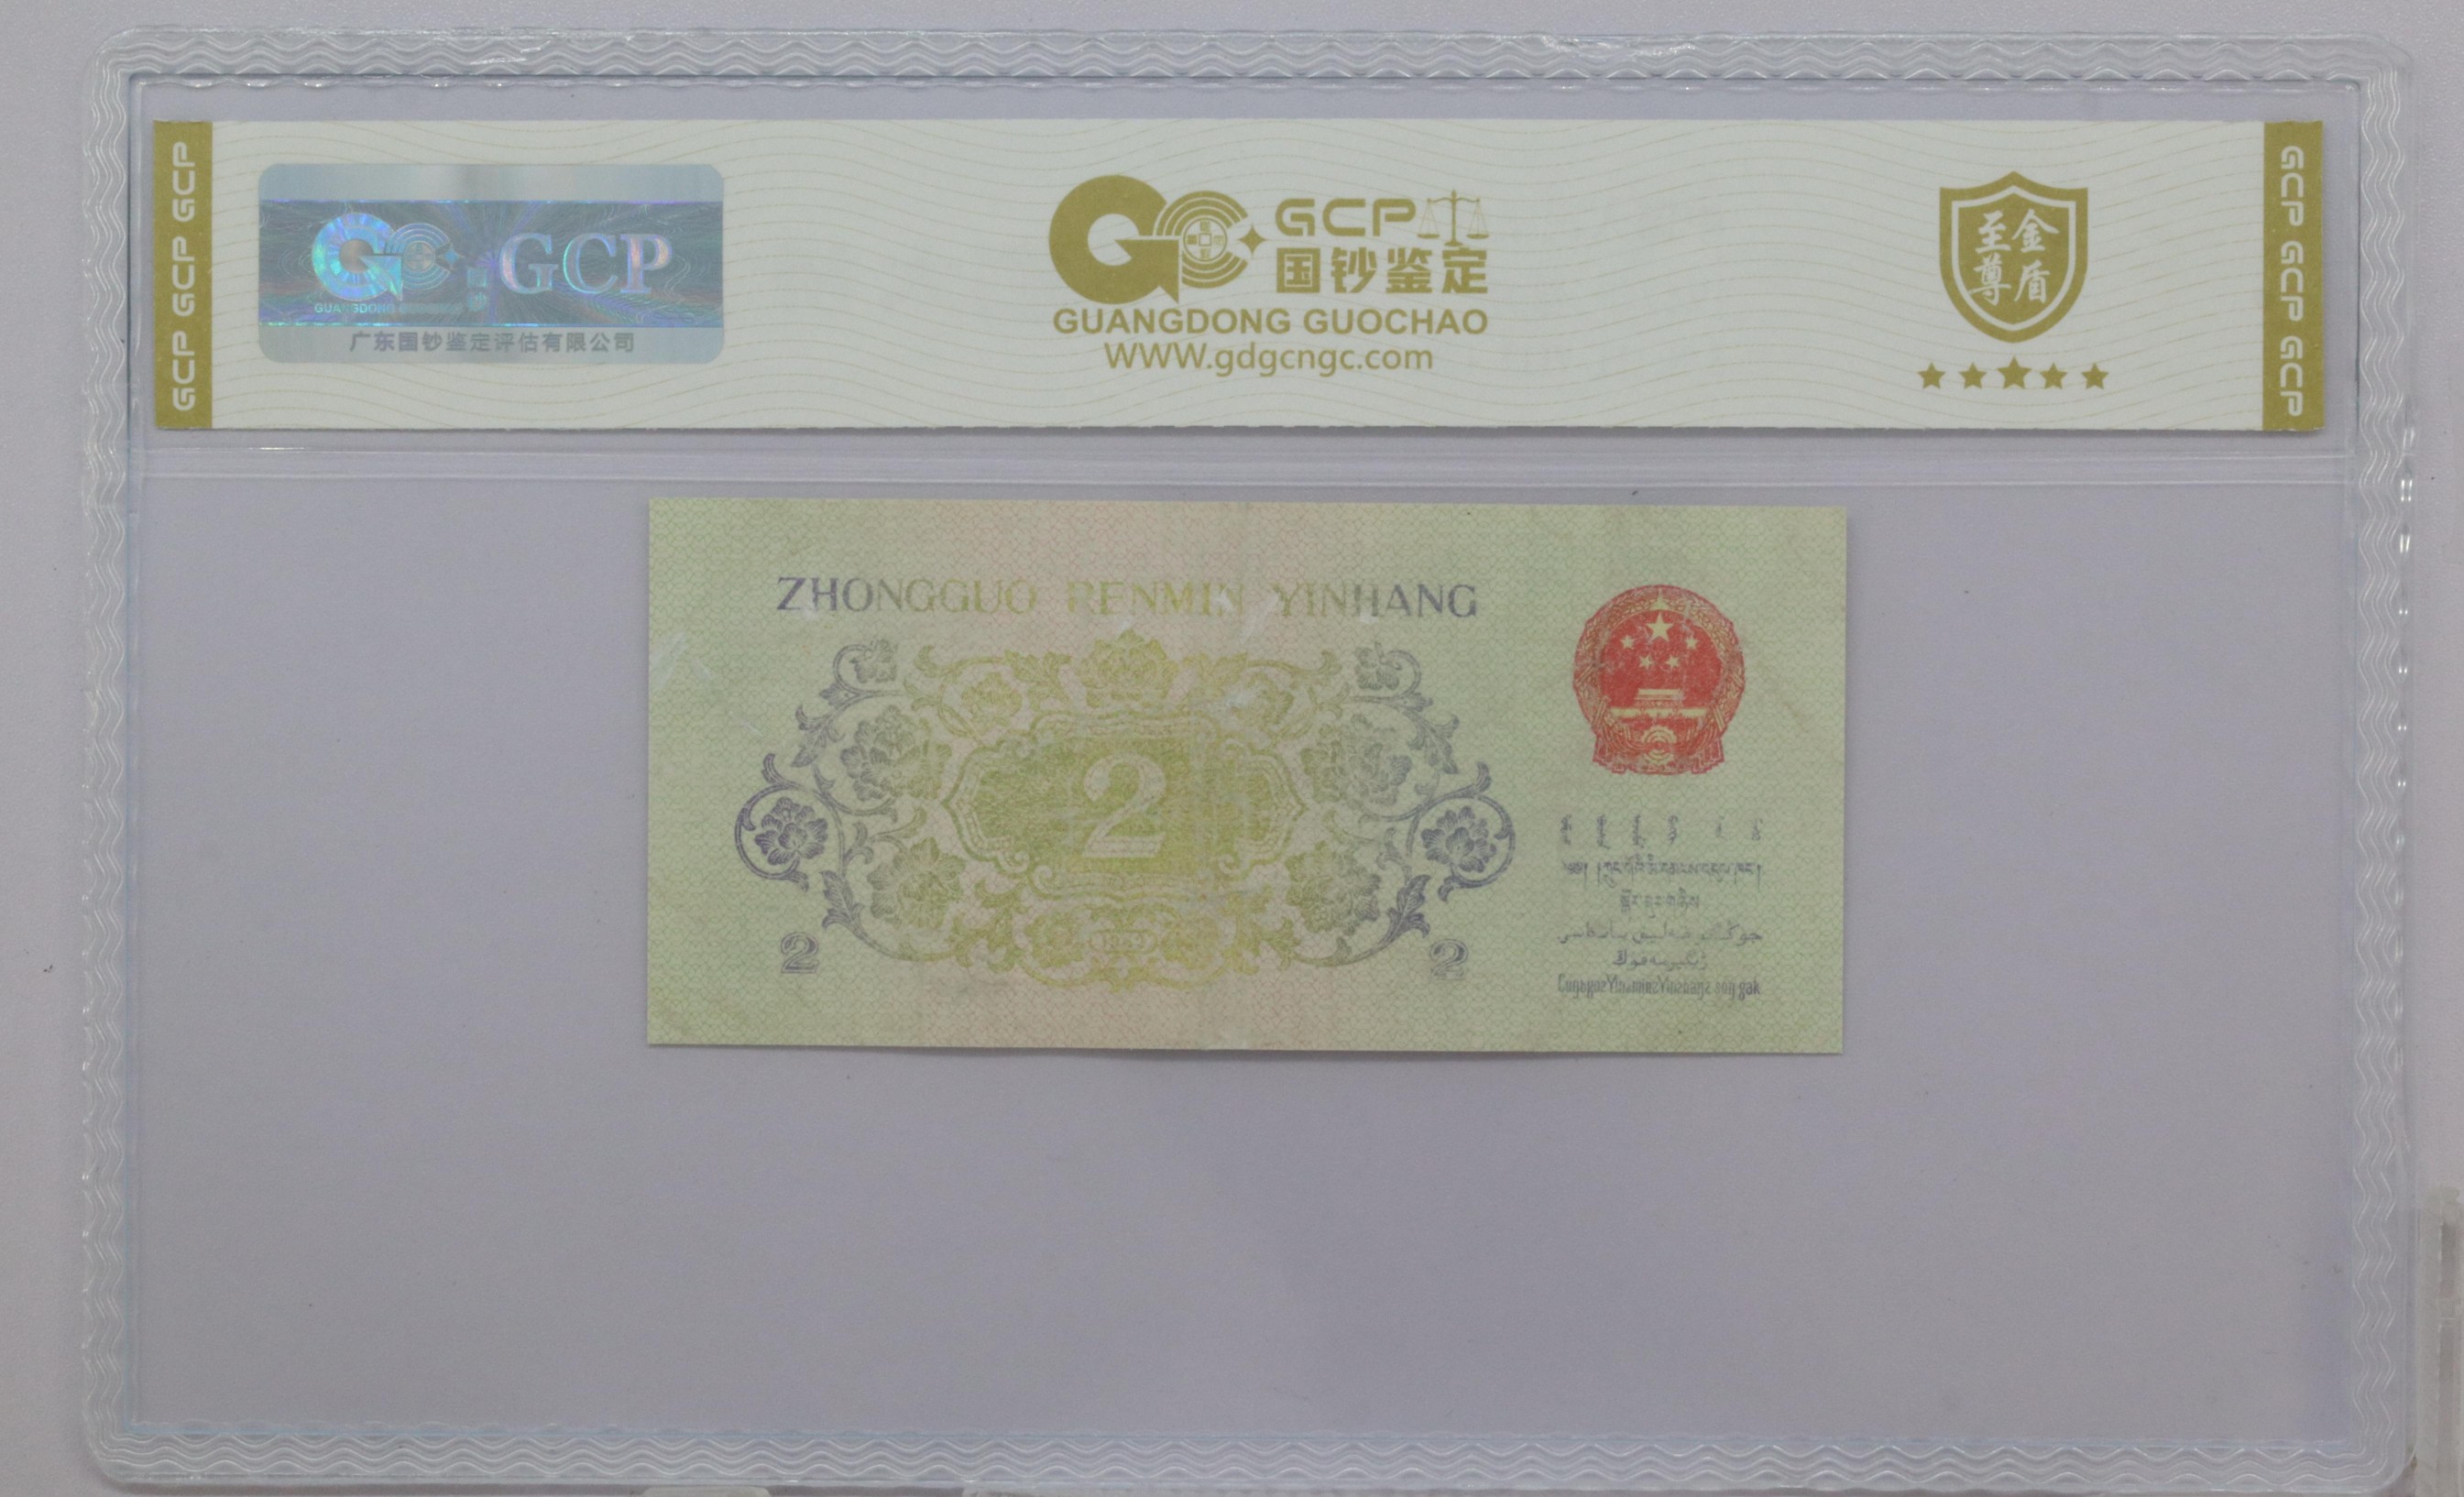 GCP GCP GCP
GCP
GUANGDONG
广东国钞鉴定评估有限公司
GCP
国钞鉴定
GUANGDONG GUOCHAO
WWW.gdgcngc.com
至金
尊盾
GCP GCP GCP
ZHONGGUO RENMIN YINHANG
2
2
2